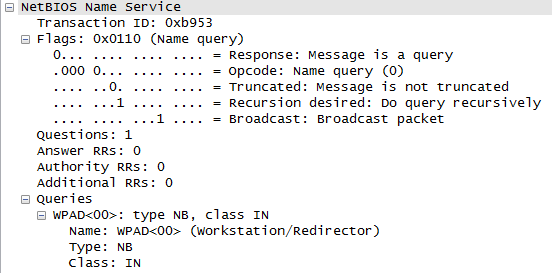 NetBIOS Name Service
Transaction ID: 0xb953
Flags: 0x0110 (Name query)
0... .... .... .... = Response: Message is a query
.000 0... .... .... = Opcode: Name query (0)
.... ..0. .... .... = Truncated: Message is not truncated
.... ...1 .... .... = Recursion desired: Do query recursively
.... .... ...1 .... = Broadcast: Broadcast packet
Questions: 1
Answer RRs: 0
Authority RRs: 0
Additional RRs: 0
Queries
WPAD<00>: type NB, class IN
Name: WPAD<00> (Workstation/Redirector)
Type: NB
Class: IN